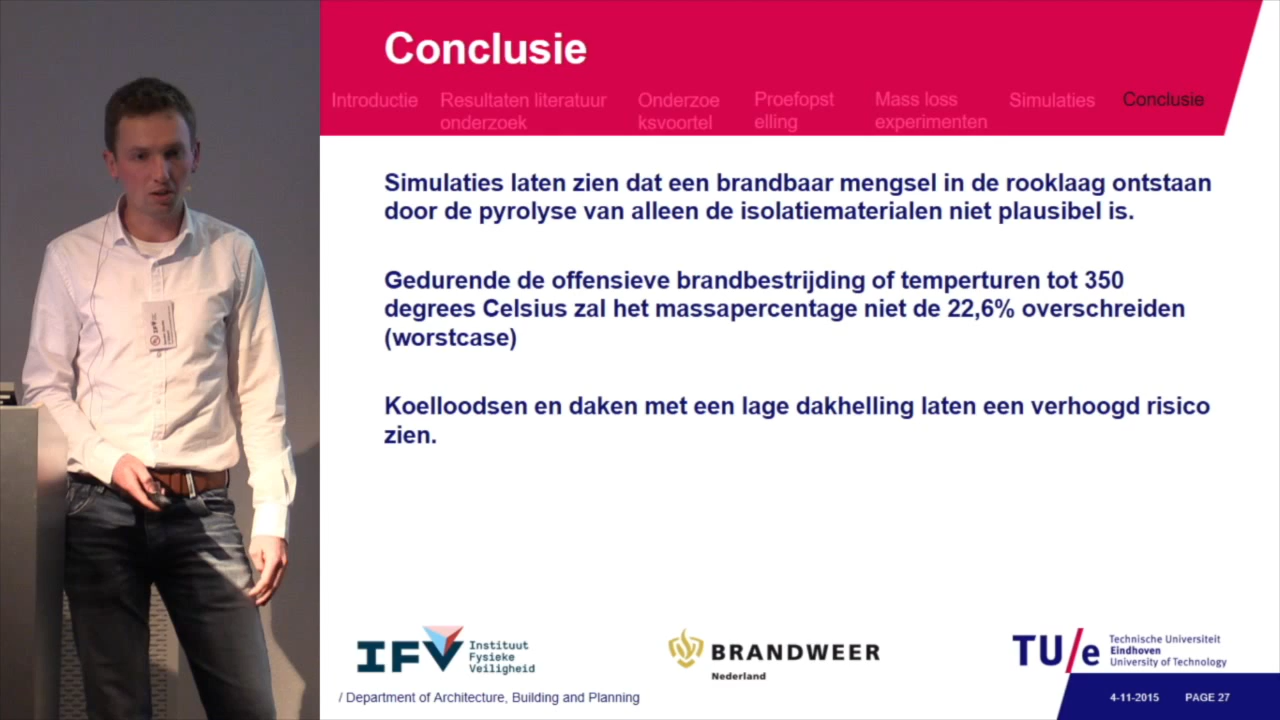 Conclusie
Introductie
Resultaten literatuur
onderzoek
Onderzoe
ksvoortel
Proefopst
elling
Mass loss
experimenten
Simulaties
Conclusie
Simulaties laten zien dat een brandbaar mengsel in de rooklaag ontstaan
door de pyrolyse van alleen de isolatiematerialen niet plausibel is.
Gedurende de offensieve brandbestrijding of temperturen tot 350
degrees Celsius zal het massapercentage niet de 22,6% overschreiden
(worstcase)
Koelloodsen en daken met een lage dakhelling laten een verhoogd risico
zien.
IFV
Instituut
Fysieke
Veiligheid
BRANDWEER
Nederland
TU/e
Technische Universiteit
Eindhoven
University of Technology
/ Department of Architecture, Building and Planning
4-11-2015
PAGE 27